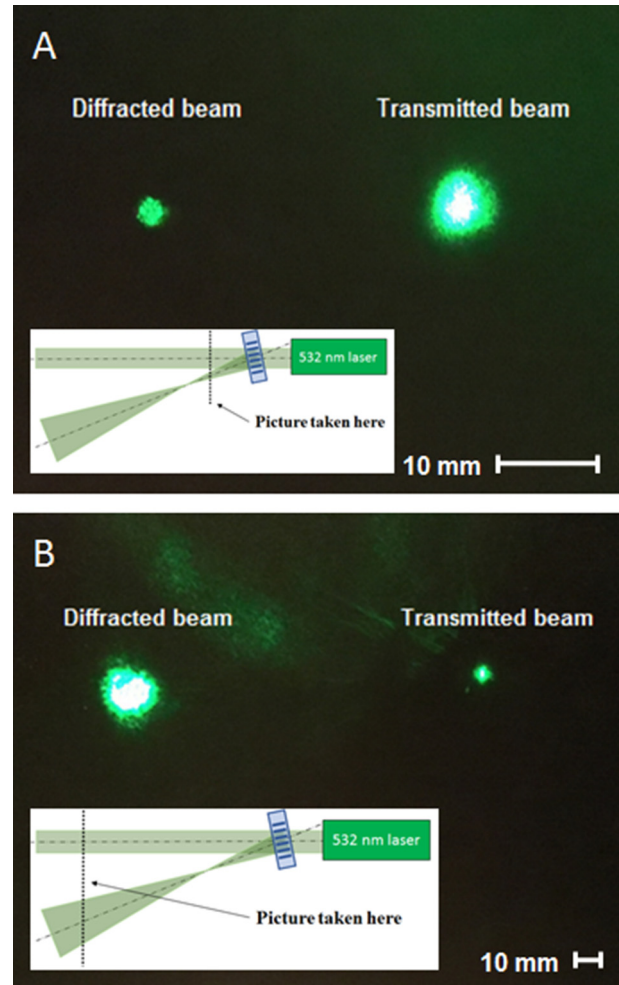 A
Diffracted beam
Transmitted beam
532 nm laser
Picture taken here
10 mm
B
Diffracted beam
Transmitted beam
532 nm laser
Picture taken here
10 mm